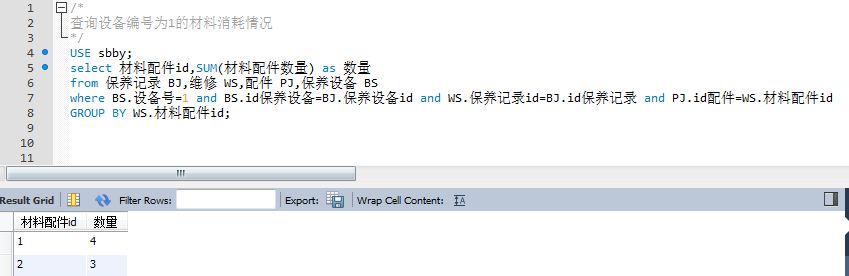 1 /*
2 查询设备编号为1的材料消耗情况
3 */
4 USE sbby;
5 select 材料配件id,SUM(材料配件数量) as 数量
6 from 保养记录 BJ,维修 WS,配件 PJ,保养设备 BS
7 where BS.设备号=1 and BS.id保养设备=BJ.保养设备id and WS.保养记录id=BJ.id保养记录 and PJ.id配件=WS.材料配件id
8 GROUP BY WS.材料配件id;
9
10
11
Result Grid Filter Rows: Export: Wrap Cell Content:
材料配件id 数量
1 4
2 3